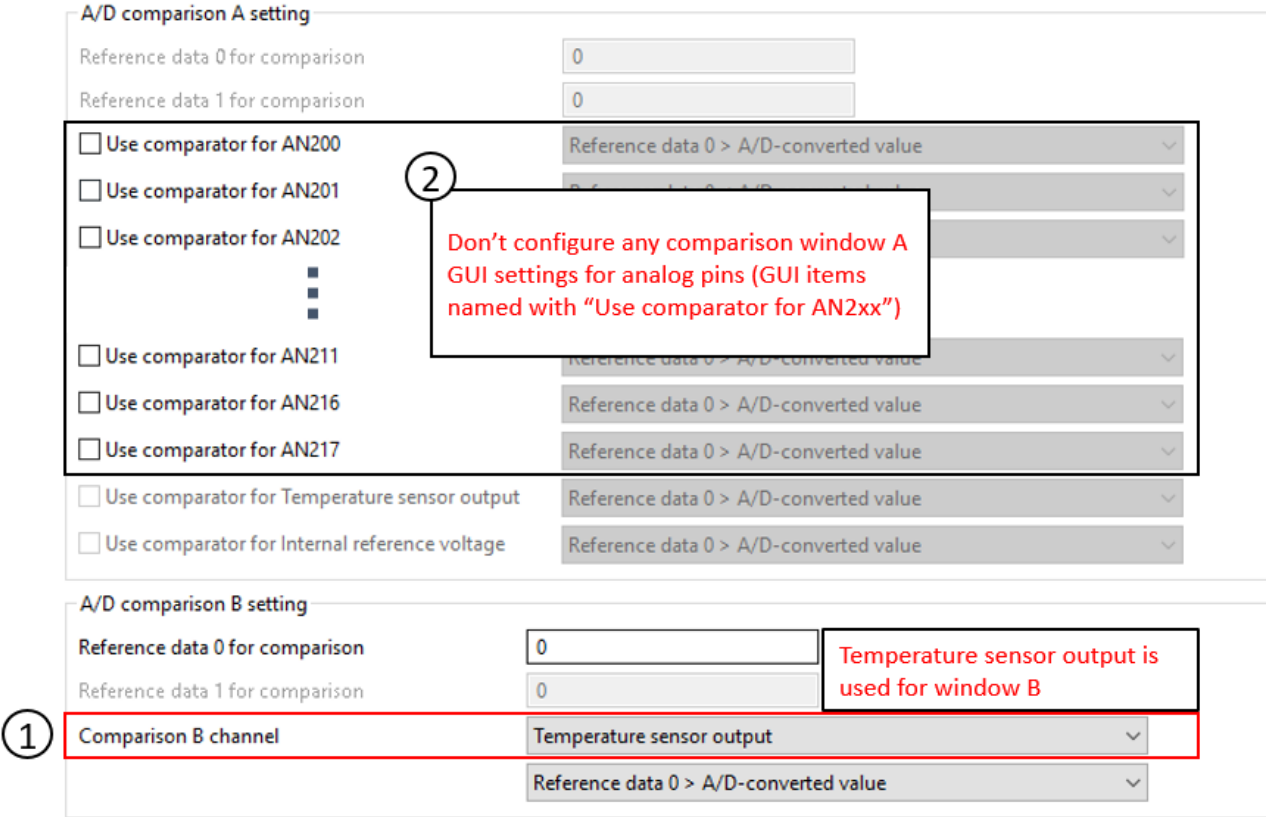 A/D comparison A setting
Reference data 0 for comparison
0
Reference data 1 for comparison
0
Use comparator for AN200
Reference data 0 > A/D-converted value
Use comparator for AN201
Use comparator for AN202
2
Don’t configure any comparison window A
GUI settings for analog pins (GUI items
named with “Use comparator for AN2xx”)
Use comparator for AN211
Reference data 0 > A/D-converted value
Use comparator for AN216
Reference data 0 > A/D-converted value
Use comparator for AN217
Reference data 0 > A/D-converted value
Use comparator for Temperature sensor output
Reference data 0 > A/D-converted value
Use comparator for Internal reference voltage
Reference data 0 > A/D-converted value
A/D comparison B setting
Reference data 0 for comparison
0
Temperature sensor output is
used for window B
Reference data 1 for comparison
0
1
Comparison B channel
Temperature sensor output
Reference data 0 > A/D-converted value